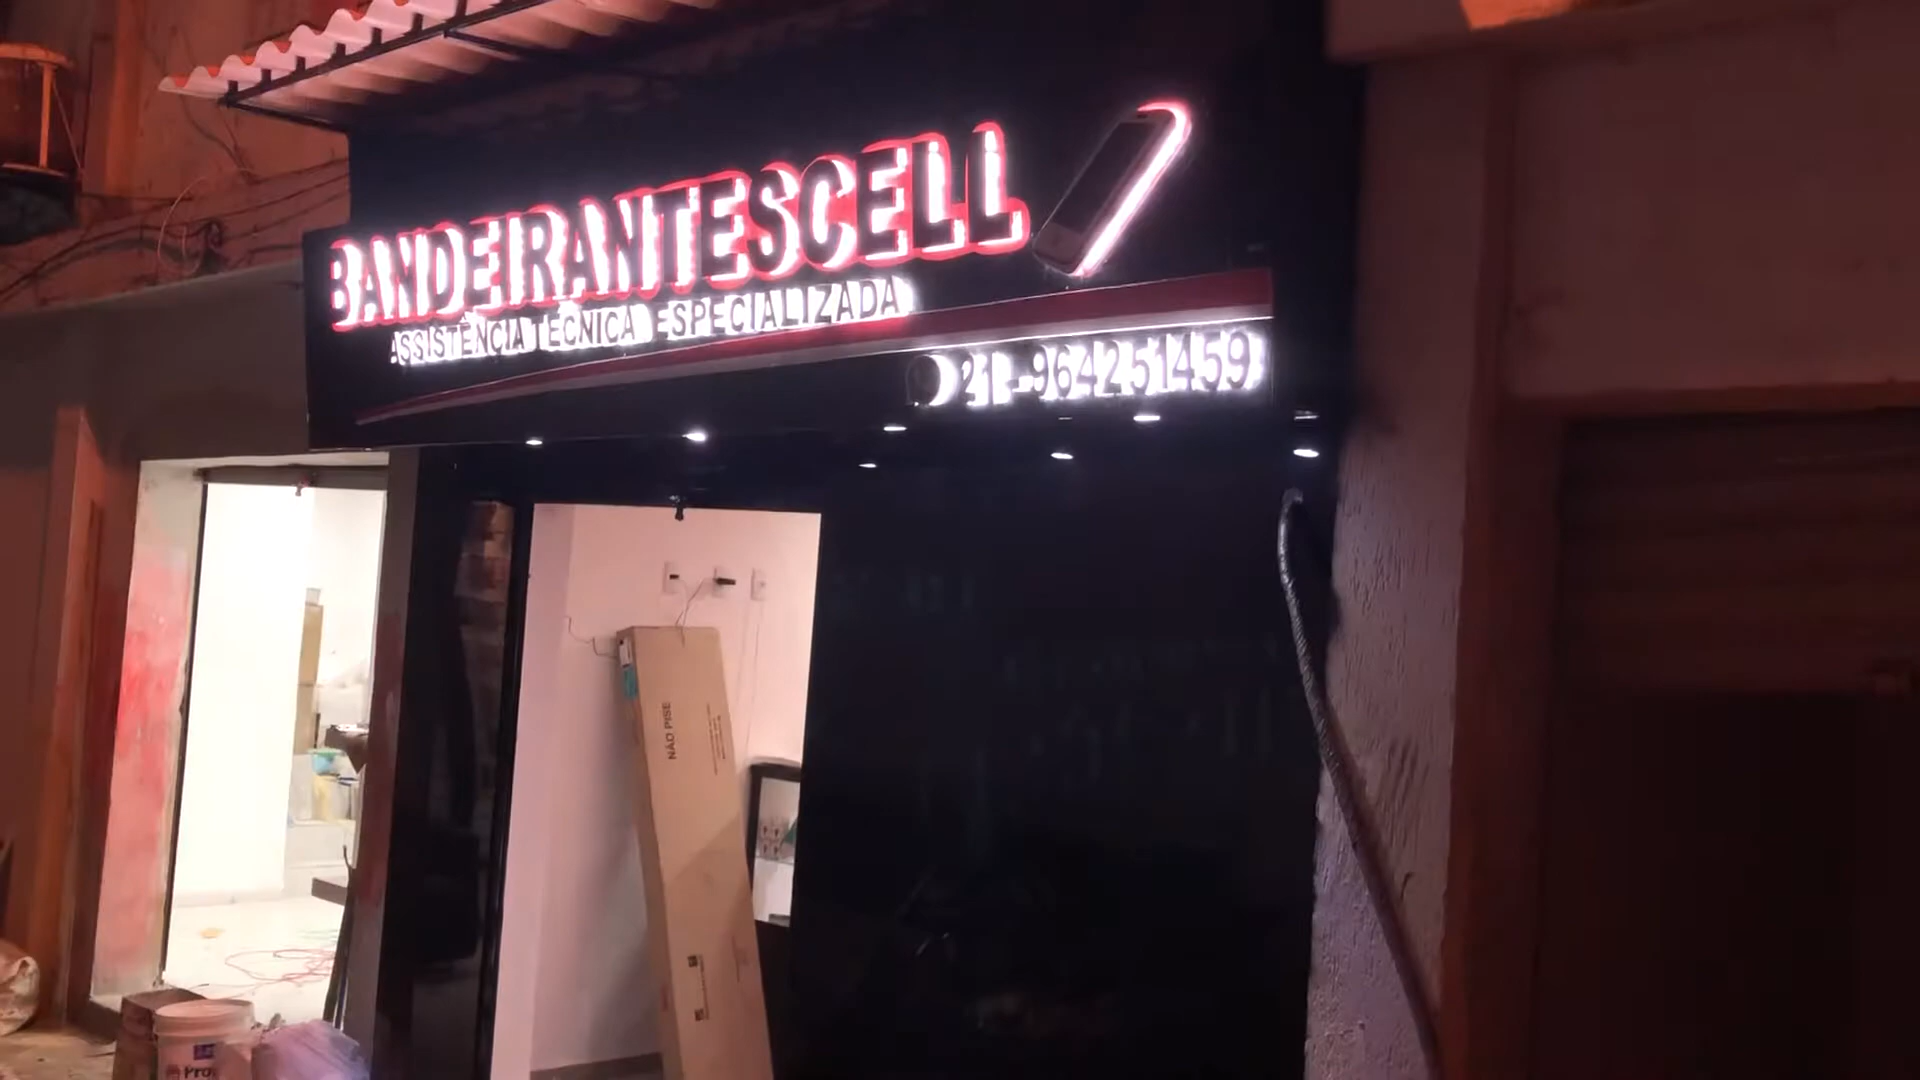 BANDEIRANTESCELL
ASSISTÊNCIA TÉCNICA ESPECIALIZADA
21-964251459
NÃO PISE